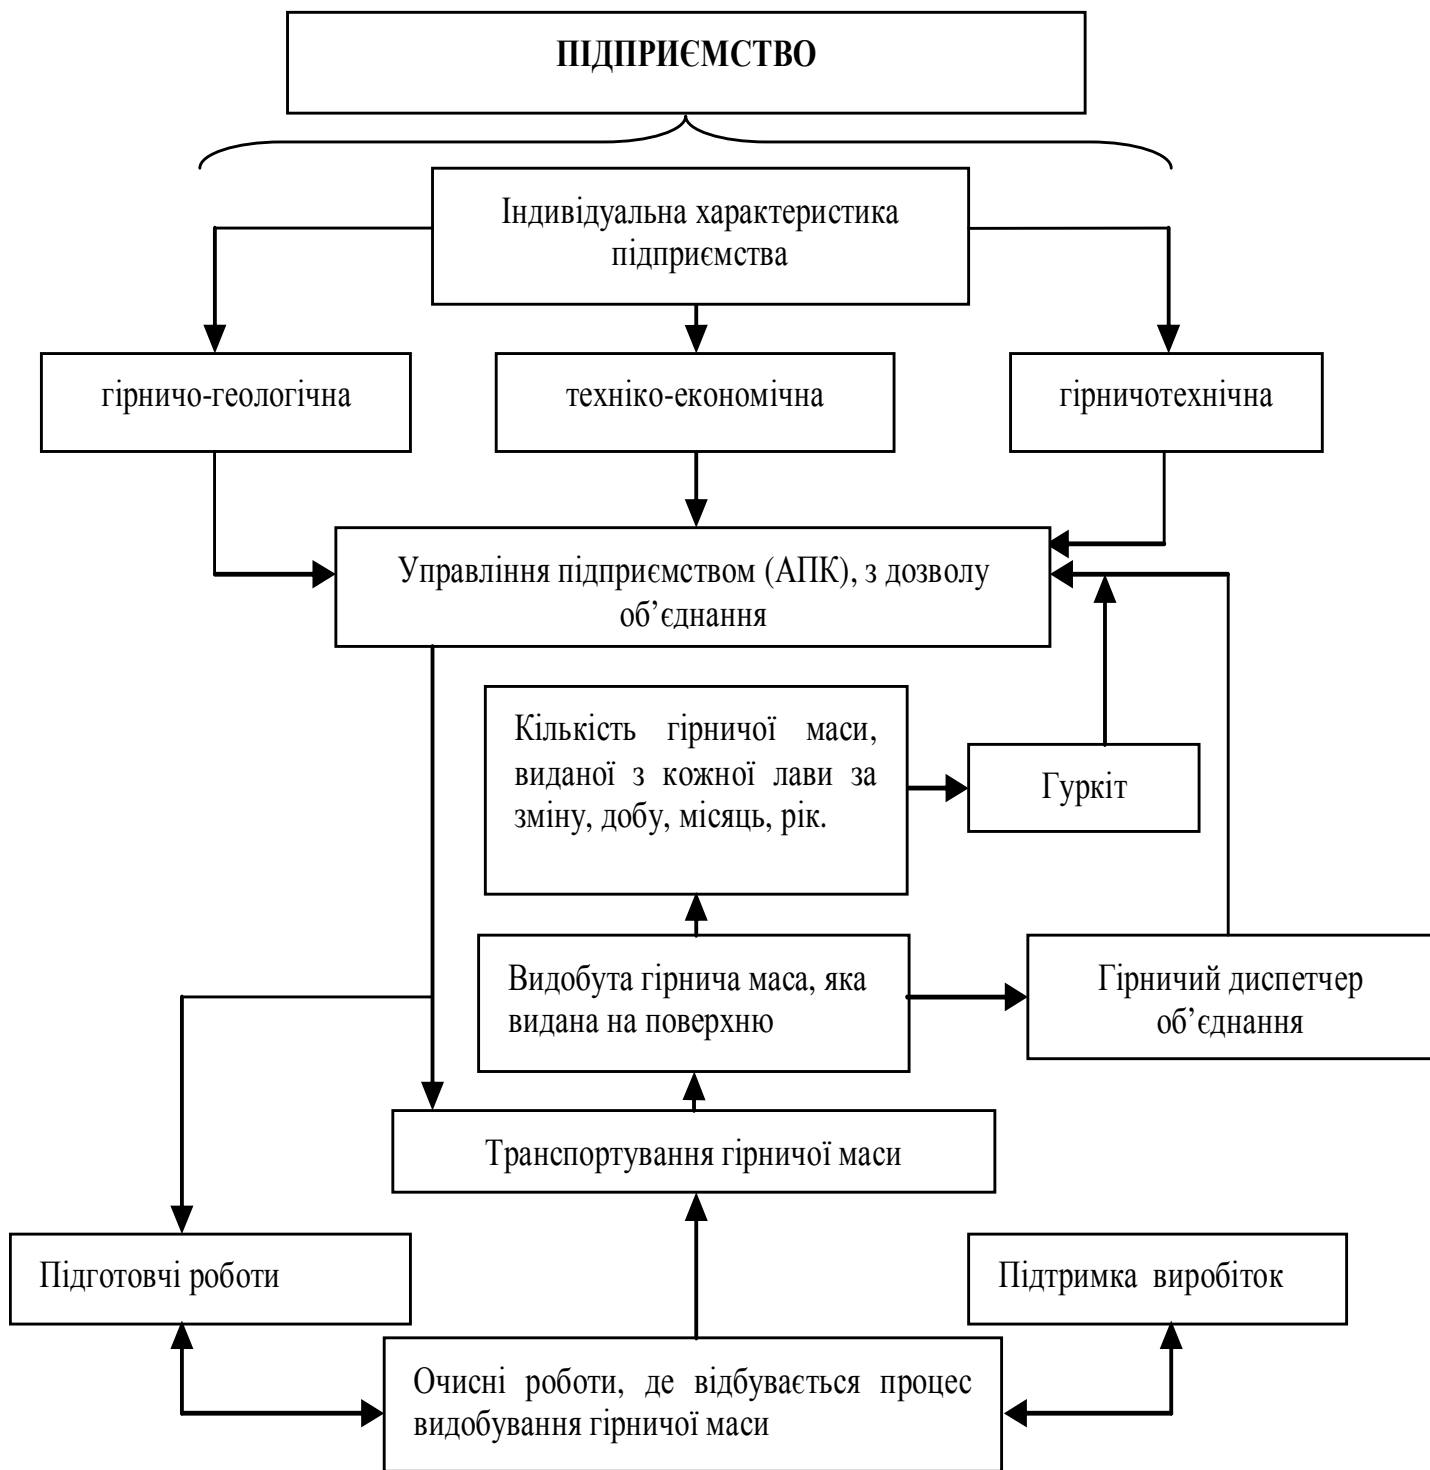 ПІДПРИЄМСТВО
Індивідуальна характеристика
підприємства
гірничо-геологічна
техніко-економічна
гірничотехнічна
Управління підприємством (АПК), з дозволу
об’єднання
Кількість гірничої маси,
виданої з кожної лави за
зміну, добу, місяць, рік.
Гуркіт
Видобута гірнича маса, яка
видана на поверхню
Гірничий диспетчер
об’єднання
Транспортування гірничої маси
Підготовчі роботи
Підтримка виробіток
Очисні роботи, де відбувається процес
видобування гірничої маси